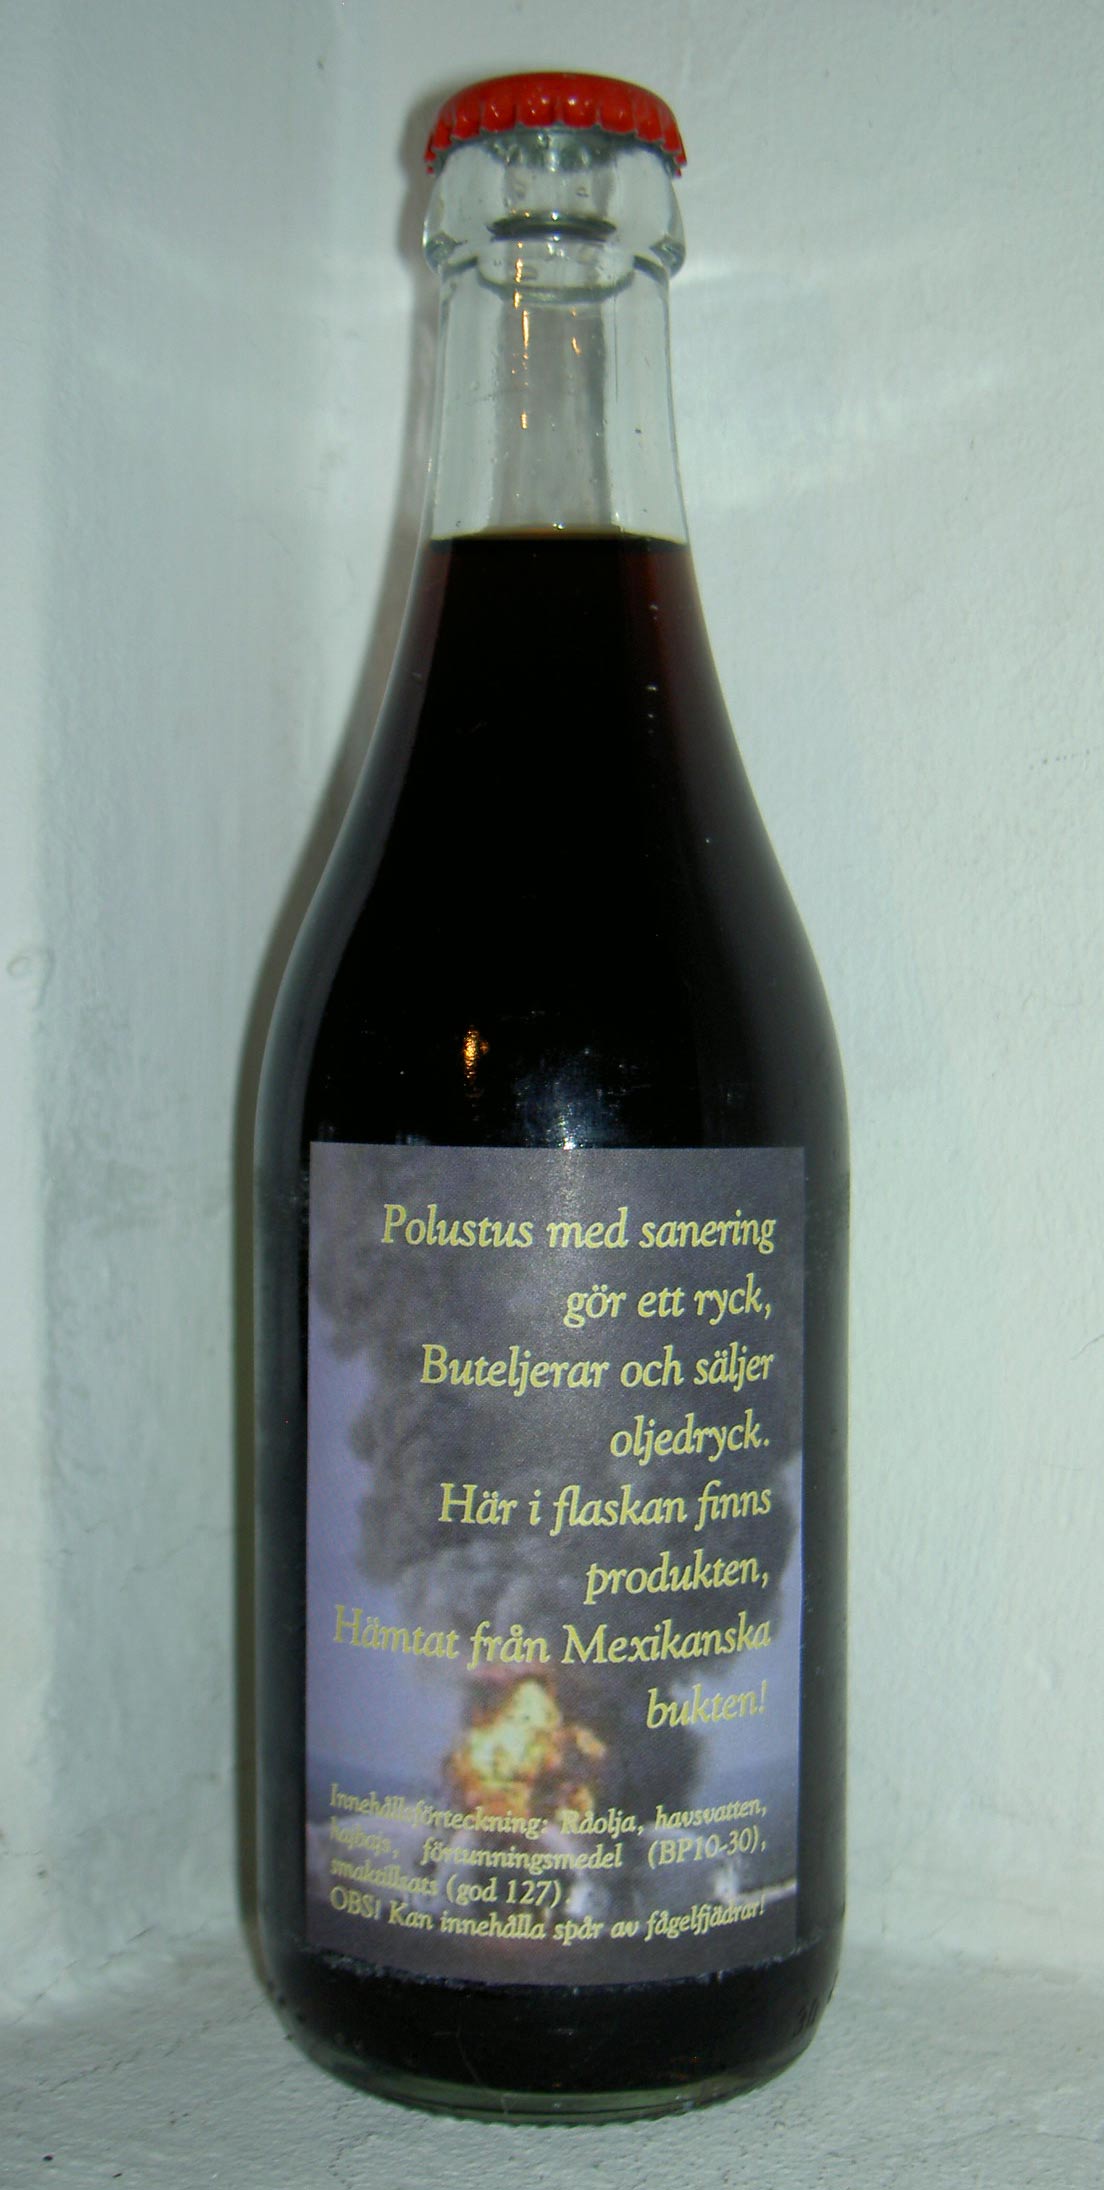 Polustus med sanering
gör ett ryck,
Buteljerar och säljer
oljedryck.
Här i flaskan finns
produkten,
Hämtat från Mexikanska
bukten!
Innehållsförteckning: Råolja, havsvatten,
förtunningsmedel (BP10-30),
smaktillsats (god 127).
OBS! Kan innehålla spår av fågelfjädrar!